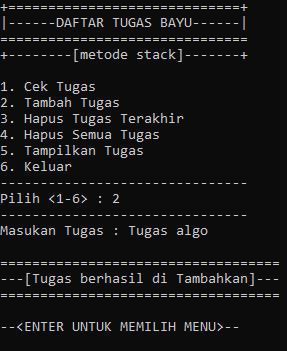 +=============================+
|------DAFTAR TUGAS BAYU------|
===============================
+--------[metode stack]-------+
1. Cek Tugas
2. Tambah Tugas
3. Hapus Tugas Terakhir
4. Hapus Semua Tugas
5. Tampilkan Tugas
6. Keluar
-------------------------------
Pilih <1-6> : 2
-------------------------------
Masukan Tugas : Tugas algo
===================================
---[Tugas berhasil di Tambahkan]---
===================================
--<ENTER UNTUK MEMILIH MENU>--